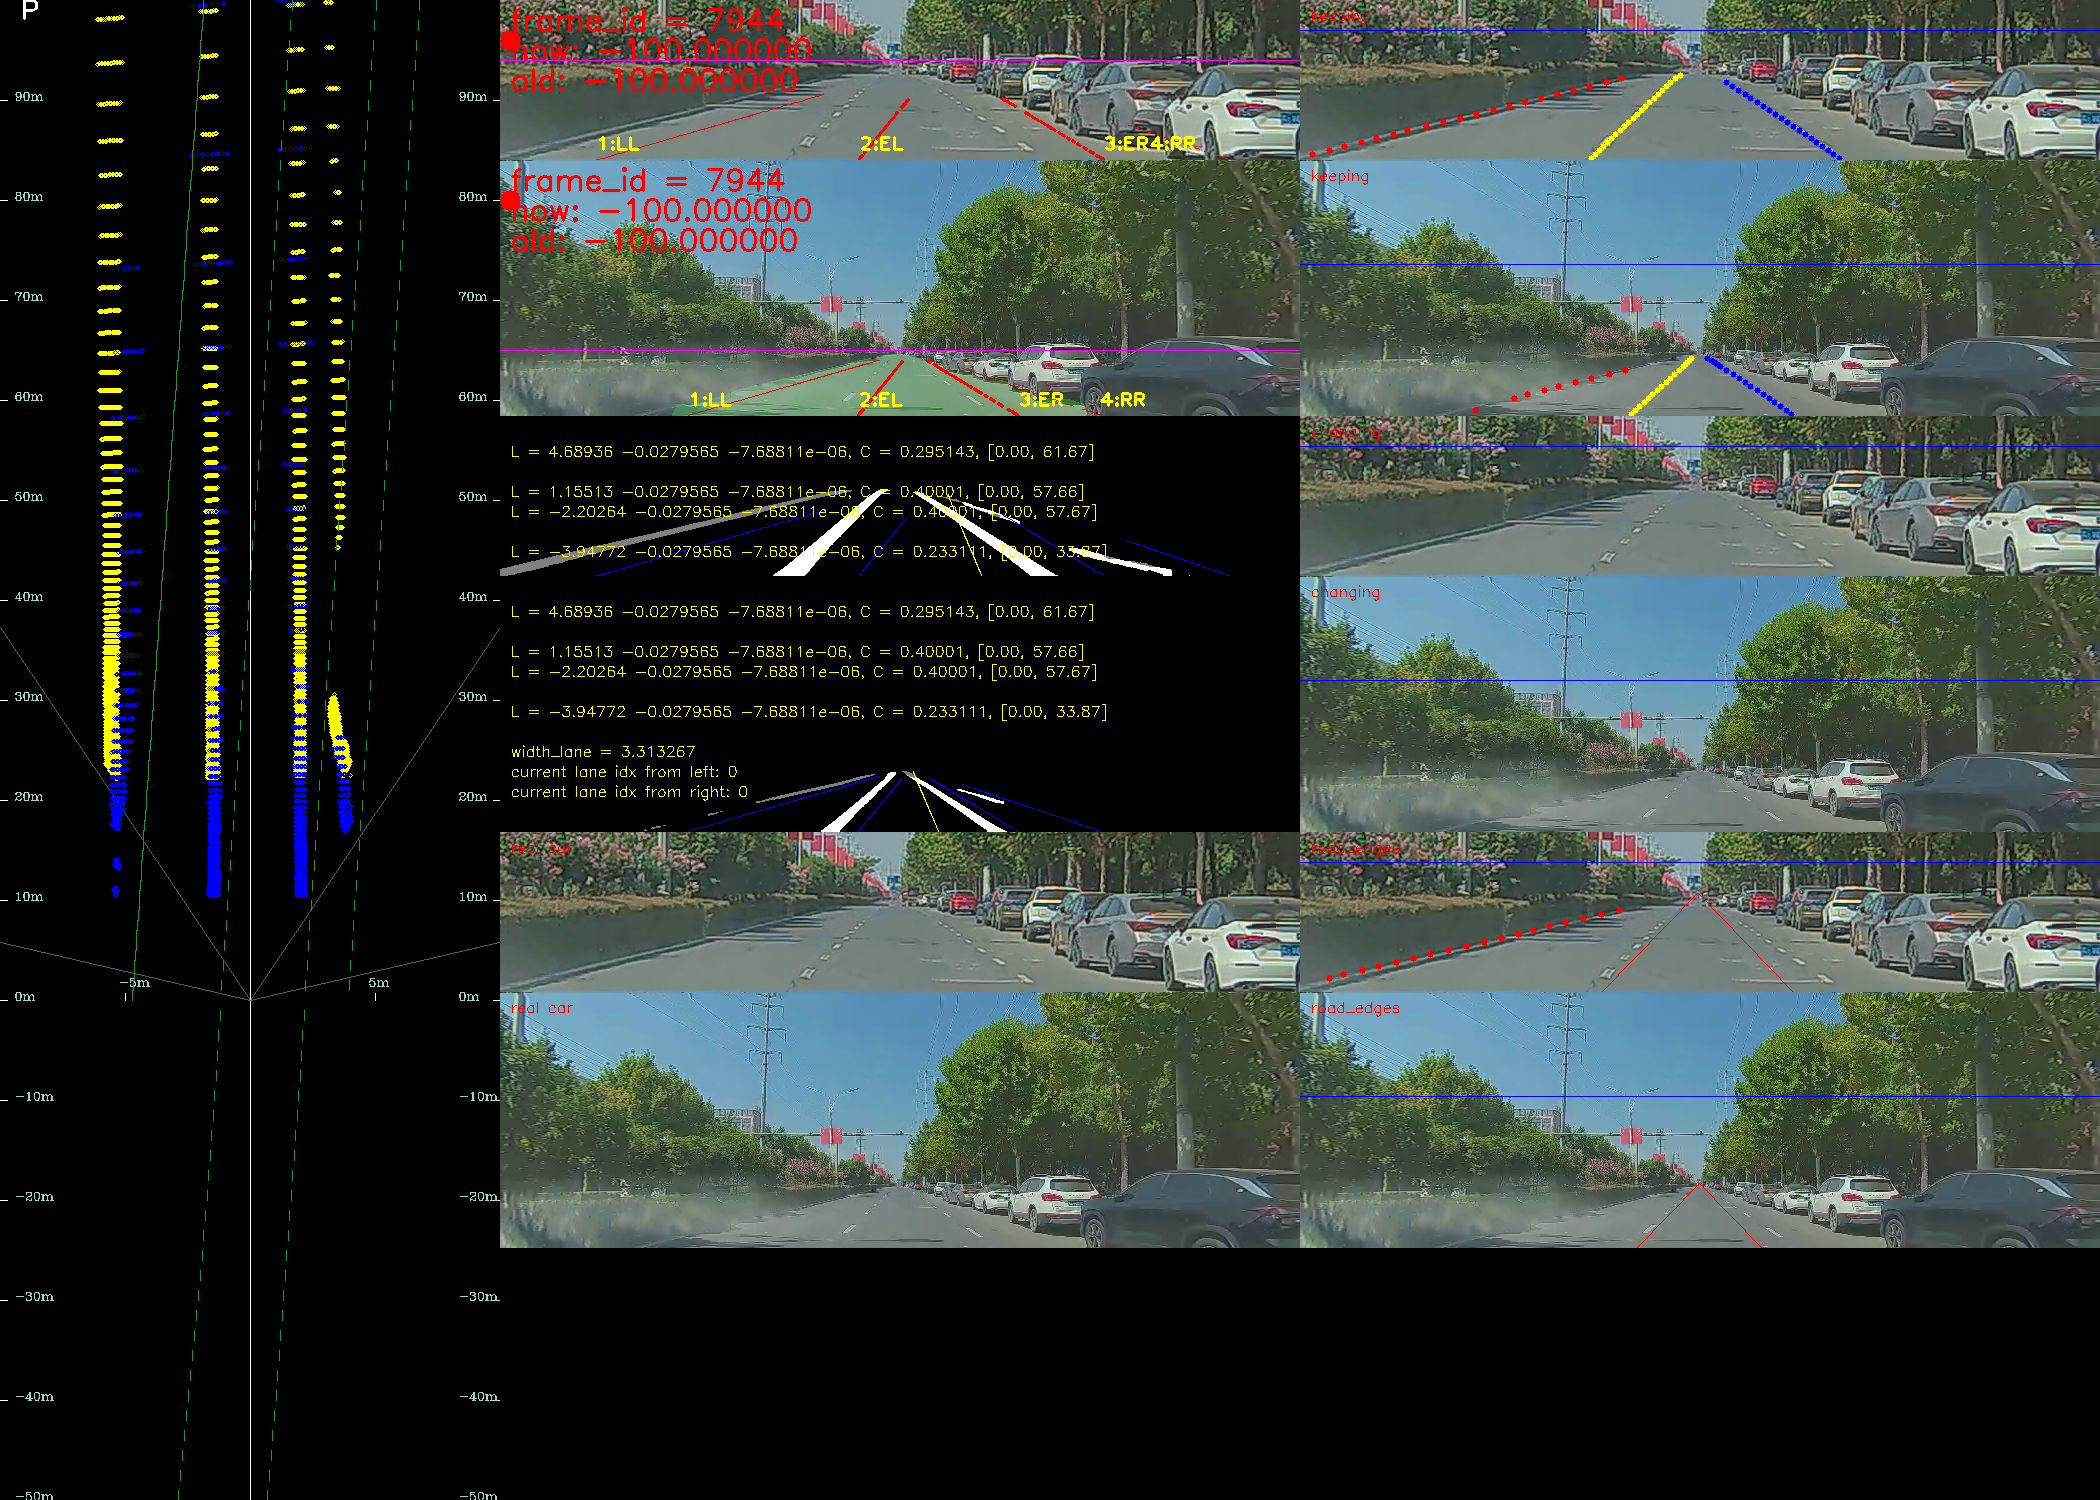 P
90m
80m
70m
60m
50m
40m
30m
20m
10m
-5m
5m
0m
-10m
-20m
-30m
-40m
-50m
90m
80m
70m
60m
50m
40m
30m
20m
10m
0m
-10m
-20m
-30m
-40m
-50m
frame_id = 7944
now: -100.000000
old: -100.000000
1:LL
2:EL
3:ER4:RR
keeping
frame_id = 7944
now: -100.000000
old: -100.000000
1:LL
2:EL
3:ER
4:RR
keeping
L = 4.68936 -0.0279565 -7.68811e-06, C = 0.295143, [0.00, 61.67]
L = 1.15513 -0.0279565 -7.68811e-06, C = 0.40001, [0.00, 57.66]
L = -2.20264 -0.0279565 -7.68811e-06, C = 0.40001, [0.00, 57.67]
L = -3.94772 -0.0279565 -7.68811e-06, C = 0.233111, [0.00, 33.87]
changing
L = 4.68936 -0.0279565 -7.68811e-06, C = 0.295143, [0.00, 61.67]
L = 1.15513 -0.0279565 -7.68811e-06, C = 0.40001, [0.00, 57.66]
L = -2.20264 -0.0279565 -7.68811e-06, C = 0.40001, [0.00, 57.67]
L = -3.94772 -0.0279565 -7.68811e-06, C = 0.233111, [0.00, 33.87]
width_lane = 3.313267
current lane idx from left: 0
current lane idx from right: 0
changing
real car
road_edges
real car
road_edges